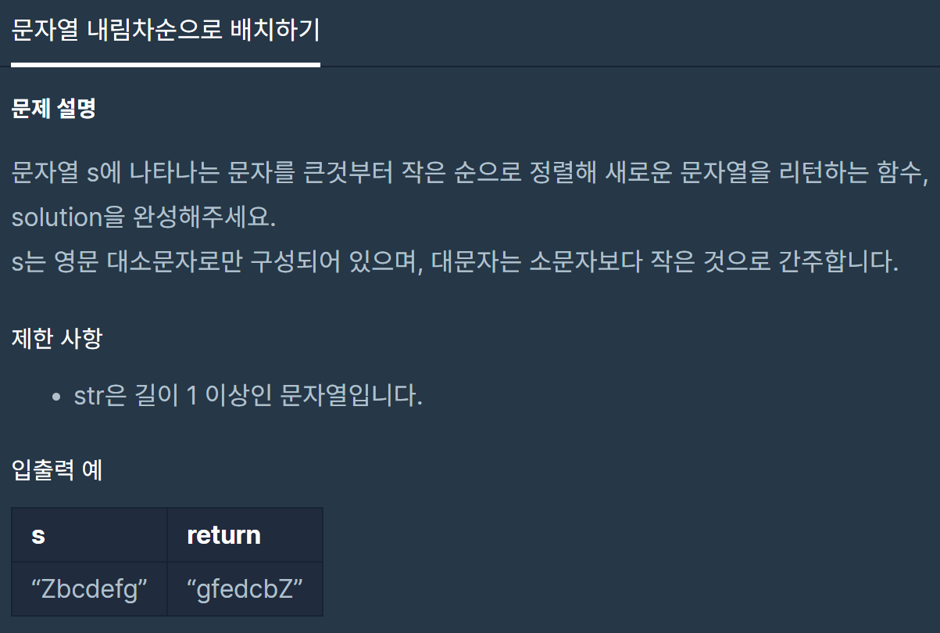 문자열 내림차순으로 배치하기
문제 설명
문자열 s에 나타나는 문자를 큰것부터 작은 순으로 정렬해 새로운 문자열을 리턴하는 함수,
solution을 완성해주세요.
s는 영문 대소문자로만 구성되어 있으며, 대문자는 소문자보다 작은 것으로 간주합니다.
제한 사항
• str은 길이 1 이상인 문자열입니다.
입출력 예
s return
“Zbcdefg” “gfedcbZ”